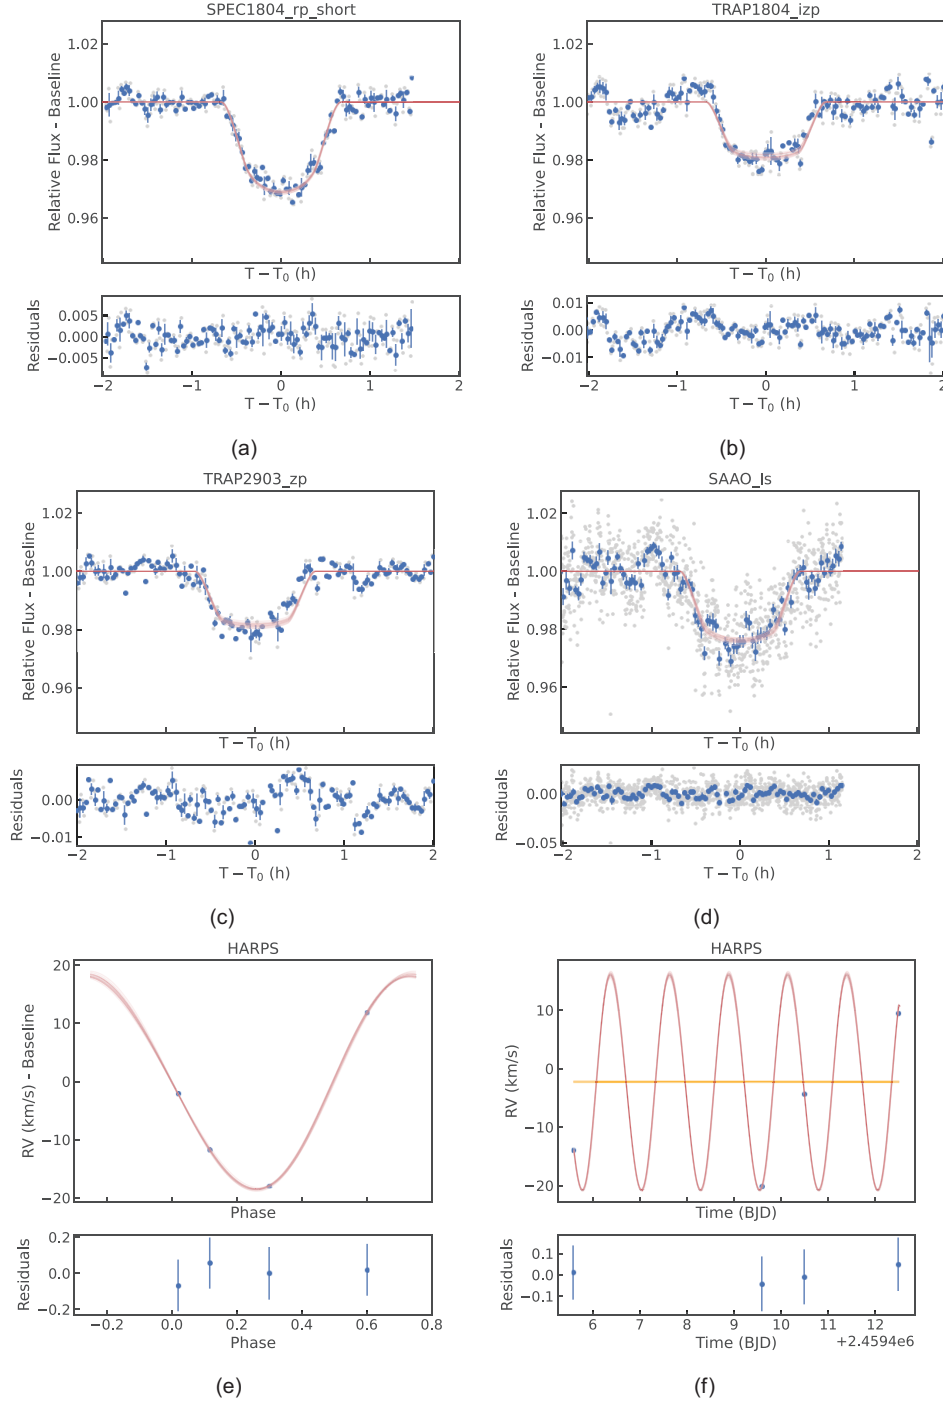 SPEC1804_rp_short
Relative Flux - Baseline
1.02
1.00
0.98
0.96
T − T₀ (h)
Residuals
0.005
0.000
−0.005
−2 −1 0 1 2
T − T₀ (h)
(a)
TRAP1804_izp
Relative Flux - Baseline
1.02
1.00
0.98
0.96
T − T₀ (h)
Residuals
0.01
0.00
−0.01
−2 −1 0 1 2
T − T₀ (h)
(b)
TRAP2903_zp
Relative Flux - Baseline
1.02
1.00
0.98
0.96
T − T₀ (h)
Residuals
0.00
−0.01
−2 −1 0 1 2
T − T₀ (h)
(c)
SAAO_Is
Relative Flux - Baseline
1.02
1.00
0.98
0.96
T − T₀ (h)
Residuals
0.00
−0.05
−2 −1 0 1 2
T − T₀ (h)
(d)
HARPS
RV (km/s) - Baseline
20
10
0
−10
−20
Phase
Residuals
0.2
0.0
−0.2
−0.2 0.0 0.2 0.4 0.6 0.8
Phase
(e)
HARPS
RV (km/s)
10
0
−10
−20
Time (BJD)
Residuals
0.1
0.0
−0.1
6 7 8 9 10 11 12
Time (BJD) +2.4594e6
(f)